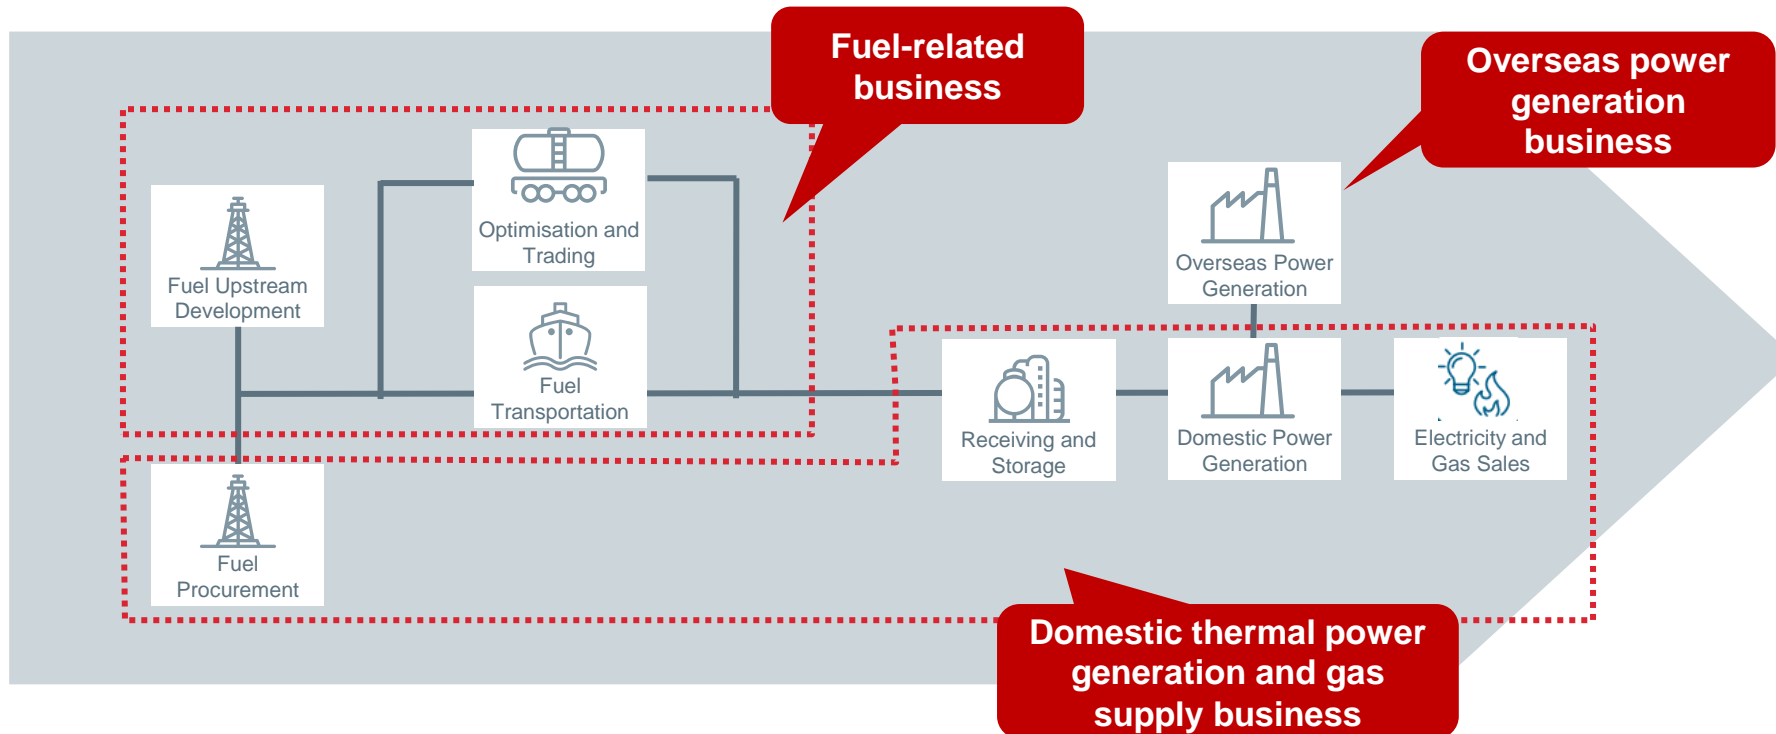 Fuel-related
business
Overseas power
generation
business
Optimisation and
Trading
Fuel Upstream
Development
Fuel
Transportation
Overseas Power
Generation
Receiving and
Storage
Domestic Power
Generation
Electricity and
Gas Sales
Fuel
Procurement
Domestic thermal power
generation and gas
supply business